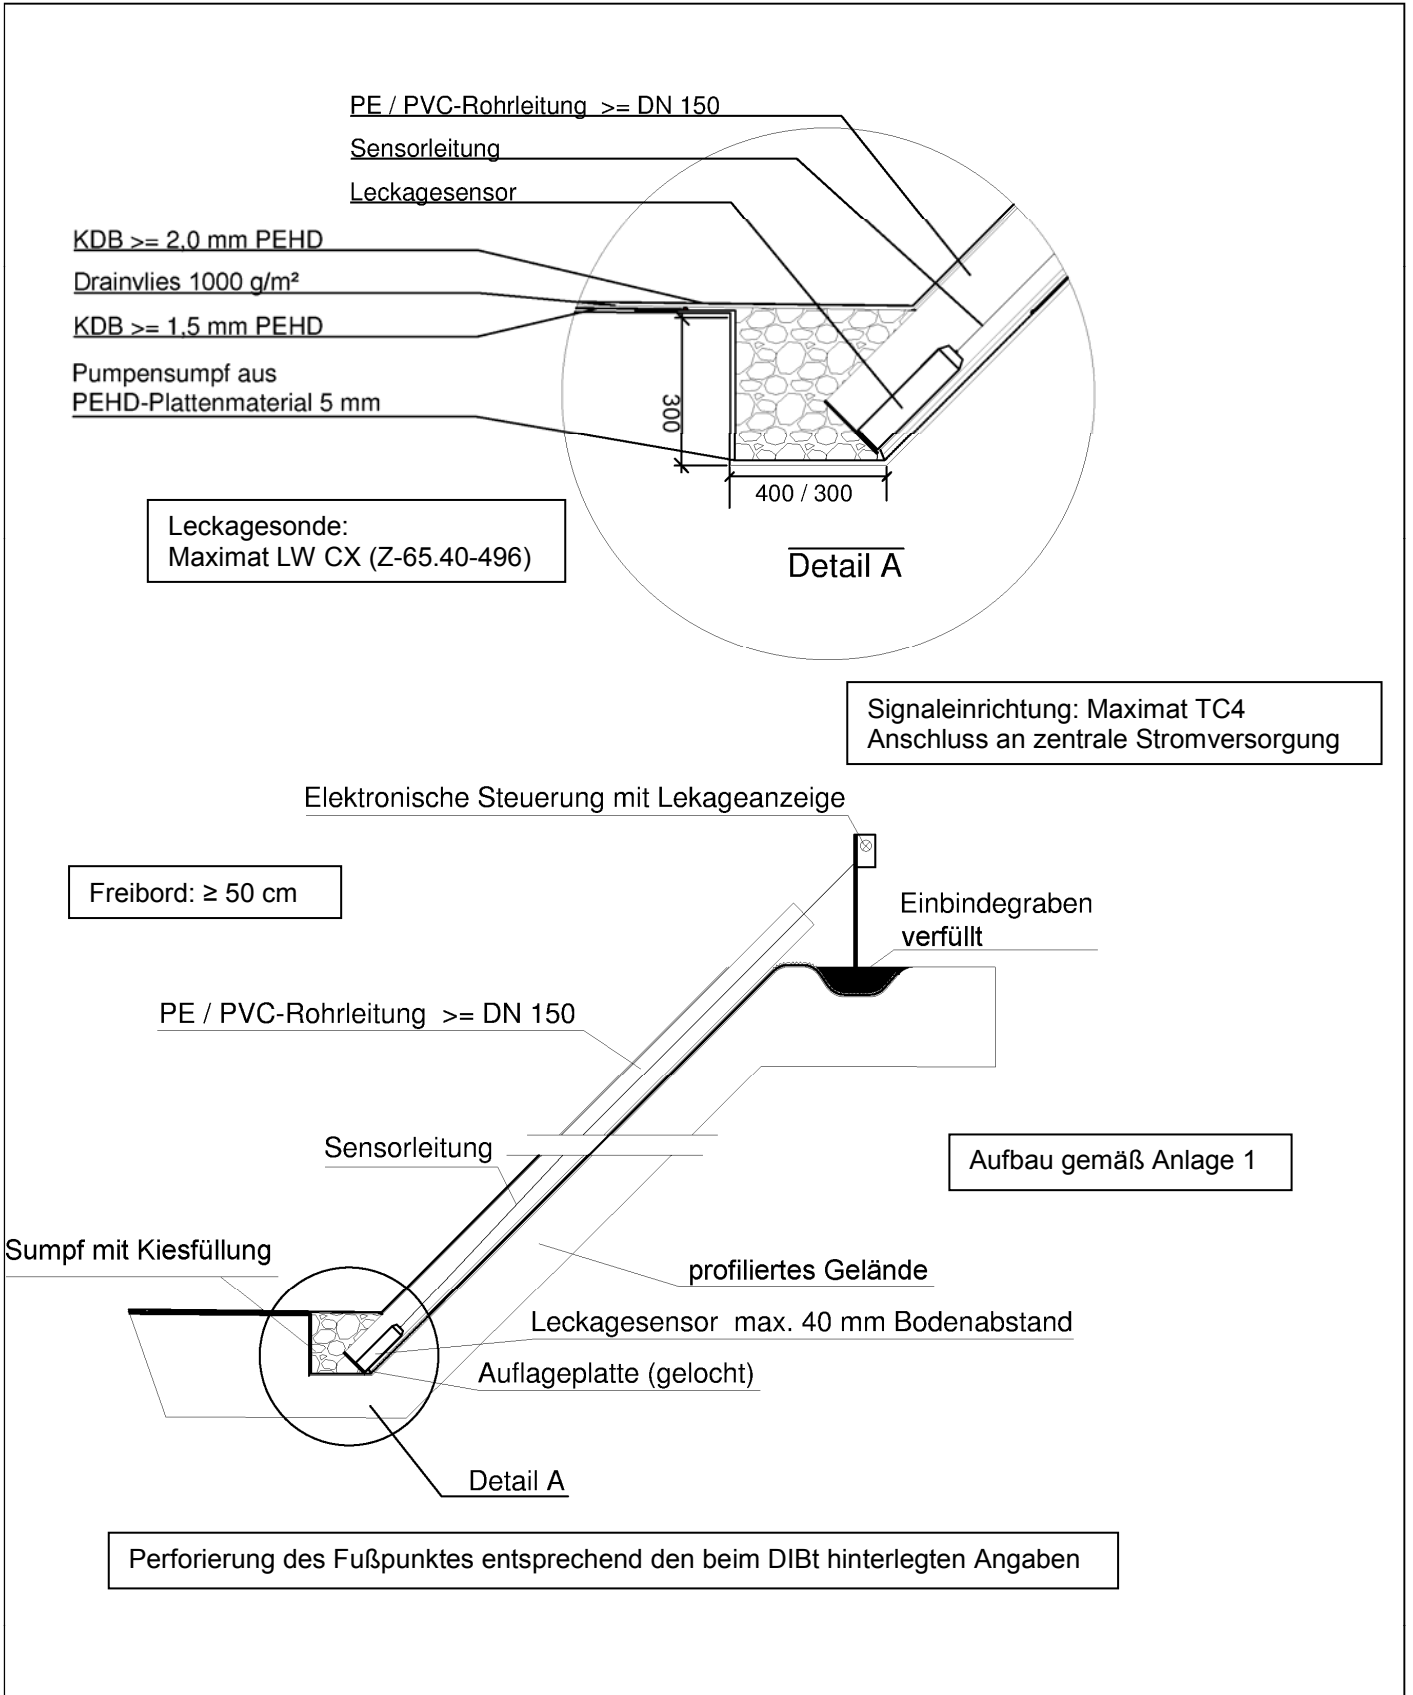 PE / PVC-Rohrleitung >= DN 150
Sensorleitung
Leckagesensor
KDB >= 2,0 mm PEHD
Drainvlies 1000 g/m²
KDB >= 1,5 mm PEHD
Pumpensumpf aus
PEHD-Plattenmaterial 5 mm
300
400 / 300
Leckagesonde:
Maximat LW CX (Z-65.40-496)
Detail A
Signaleinrichtung: Maximat TC4
Anschluss an zentrale Stromversorgung
Elektronische Steuerung mit Lekageanzeige
Freibord: ≥ 50 cm
Einbindegraben
verfüllt
PE / PVC-Rohrleitung >= DN 150
Sensorleitung
Aufbau gemäß Anlage 1
Sumpf mit Kiesfüllung
profiliertes Gelände
Leckagesensor max. 40 mm Bodenabstand
Auflageplatte (gelocht)
Detail A
Perforierung des Fußpunktes entsprechend den beim DIBt hinterlegten Angaben